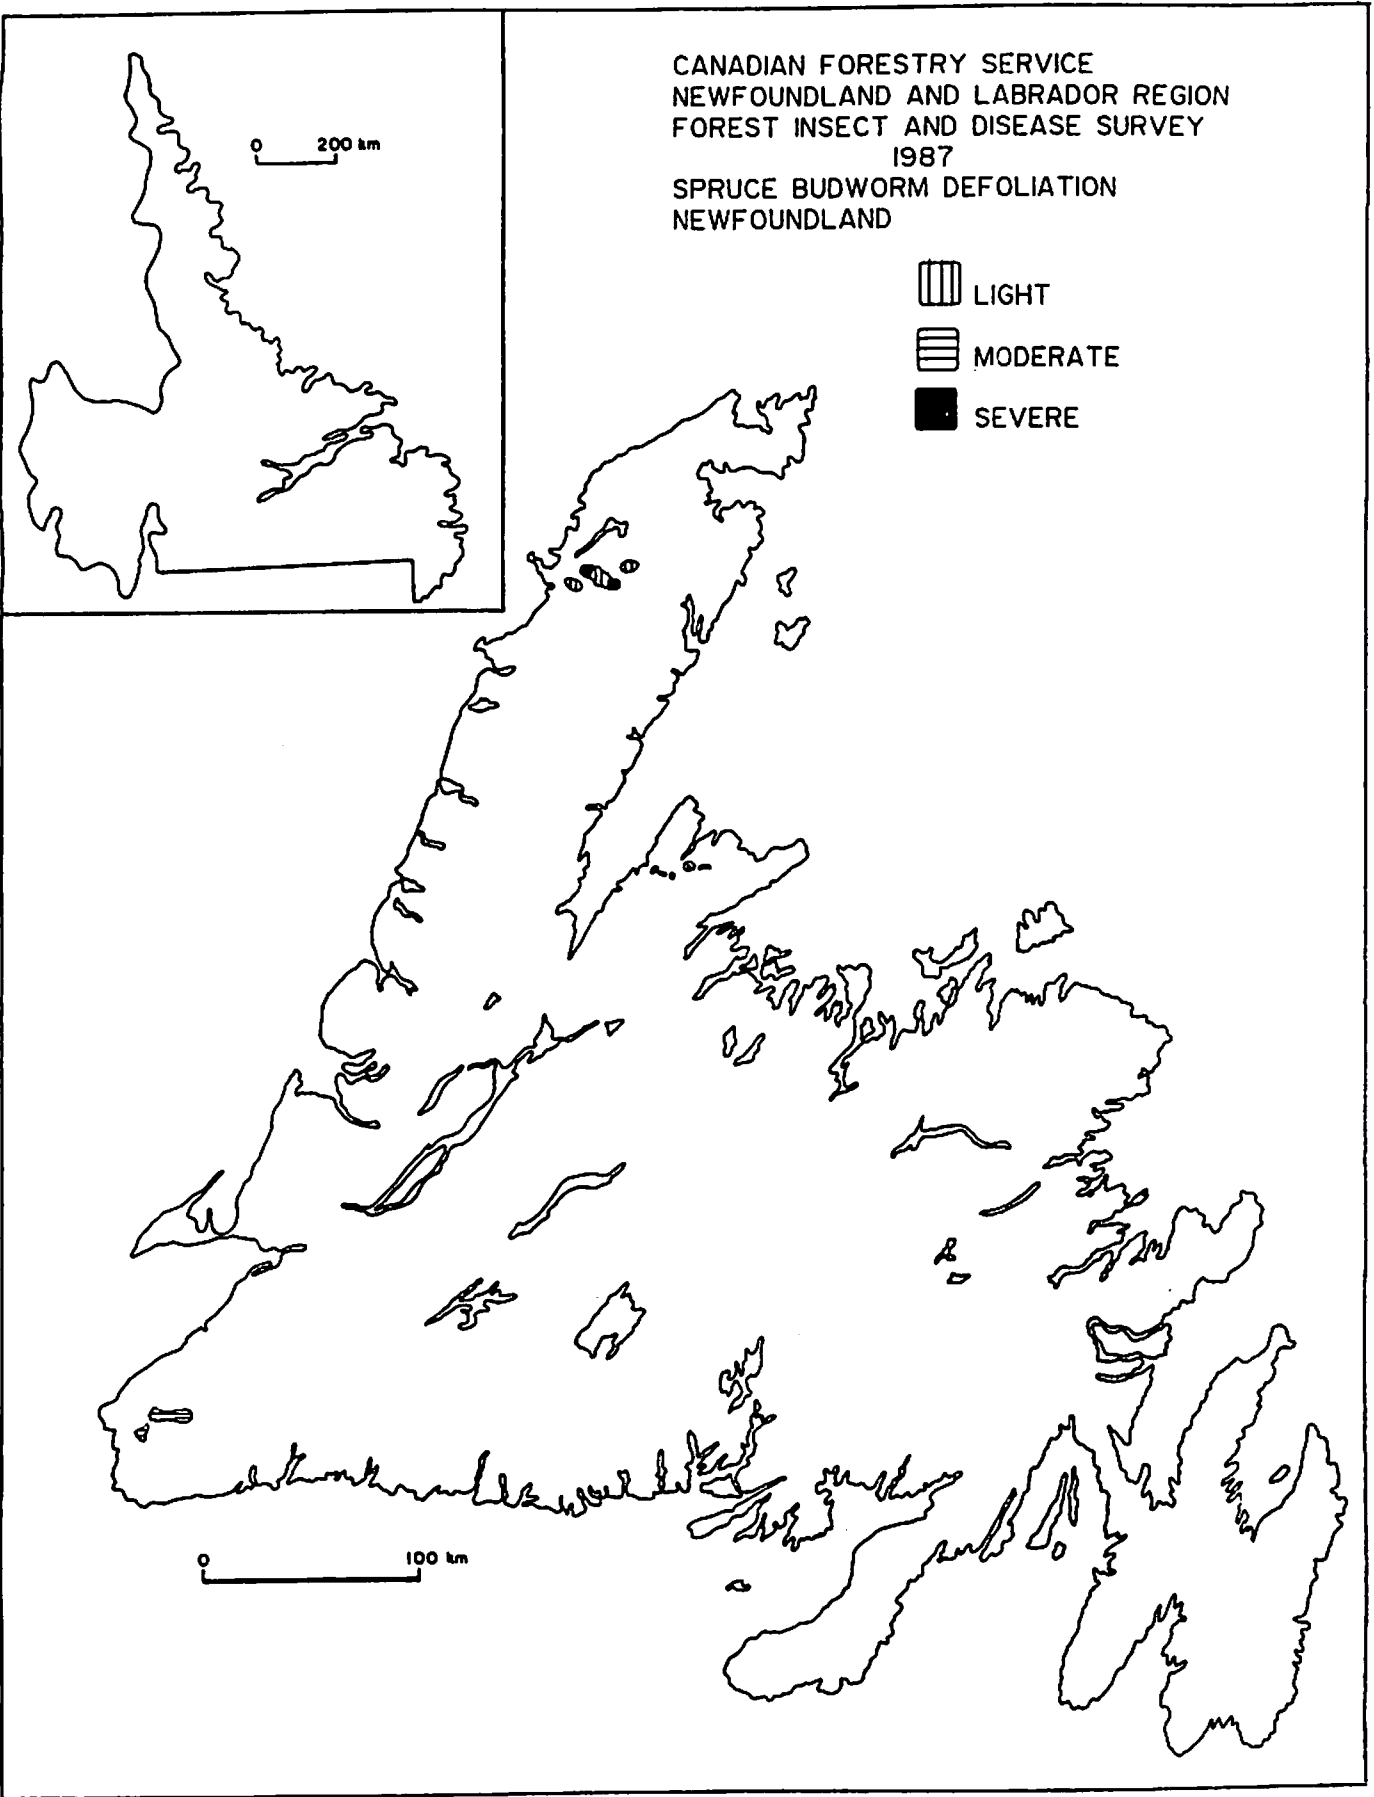 0 200 km
CANADIAN FORESTRY SERVICE
NEWFOUNDLAND AND LABRADOR REGION
FOREST INSECT AND DISEASE SURVEY
1987
SPRUCE BUDWORM DEFOLIATION
NEWFOUNDLAND
LIGHT
MODERATE
SEVERE
0 100 km